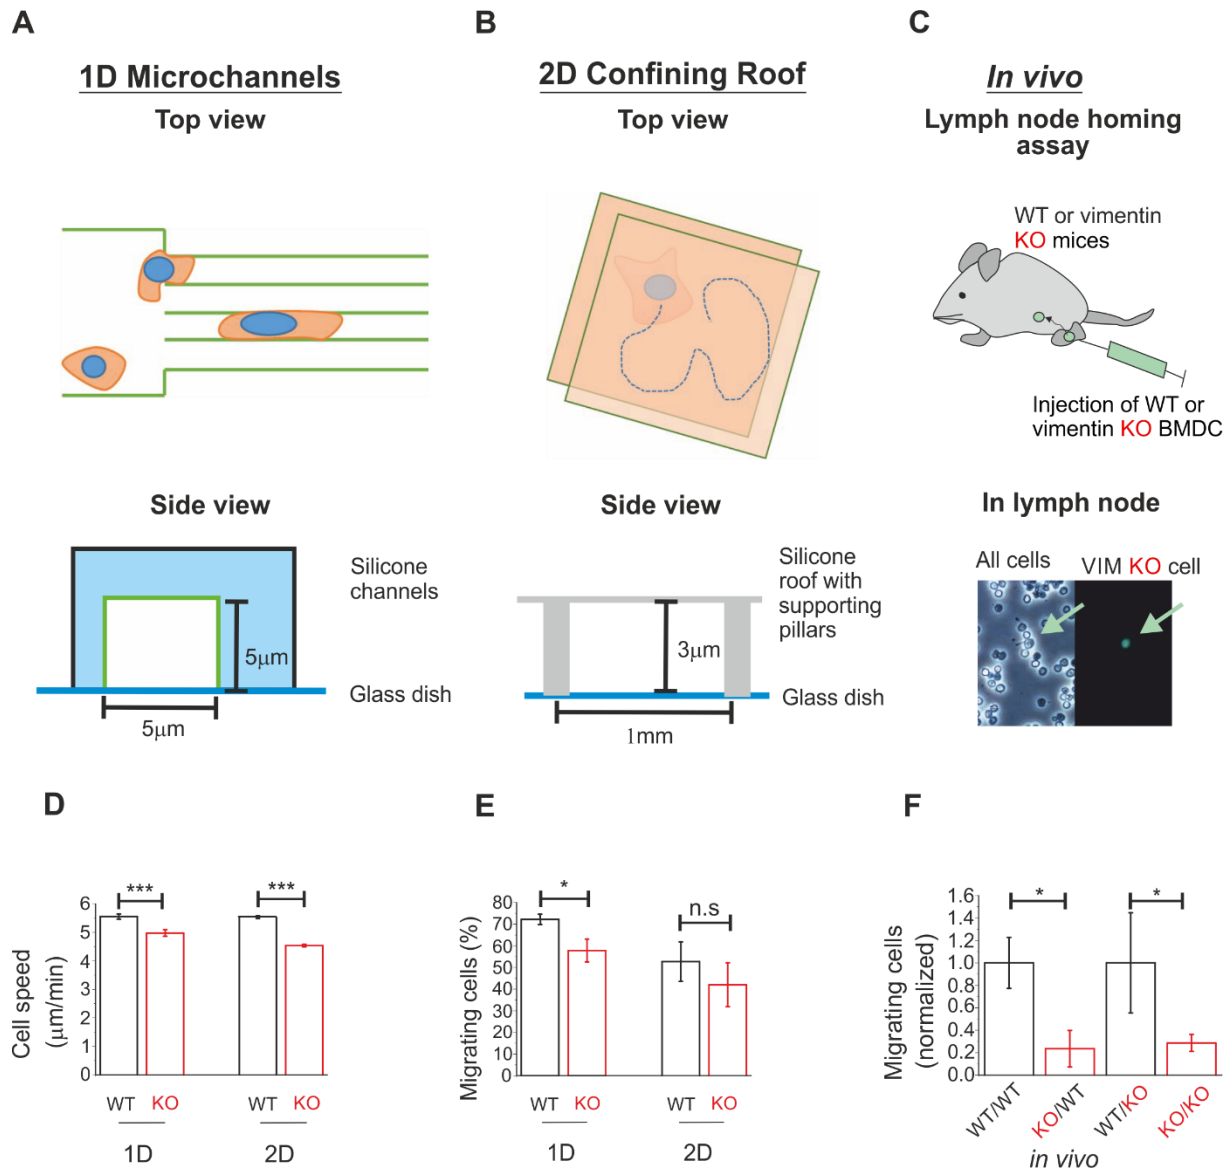 A
B
C
1D Microchannels
Top view
2D Confining Roof
Top view
In vivo
Lymph node homing
assay
WT or vimentin
KO mices
Injection of WT or
vimentin KO BMDC
Side view
Silicone
channels
5μm
Glass dish
5μm
Side view
Silicone
roof with
supporting
pillars
3μm
Glass dish
1mm
In lymph node
All cells
VIM KO cell
D
Cell speed
(μm/min)
6
5
4
3
2
1
0
***
***
WT
KO
WT
KO
1D
2D
E
Migrating cells (%)
80
70
60
50
40
30
20
10
0
*
n.s
WT
KO
WT
KO
1D
2D
F
Migrating cells
(normalized)
1.6
1.4
1.2
1.0
0.8
0.6
0.4
0.2
0.0
*
*
WT/WT
KO/WT
WT/KO
KO/KO
in vivo